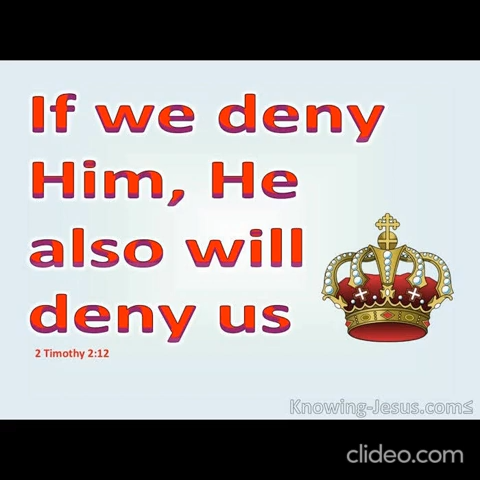 If we deny
Him, He
also will
deny us
2 Timothy 2:12
Knowing-Jesus.com≤
clideo.com